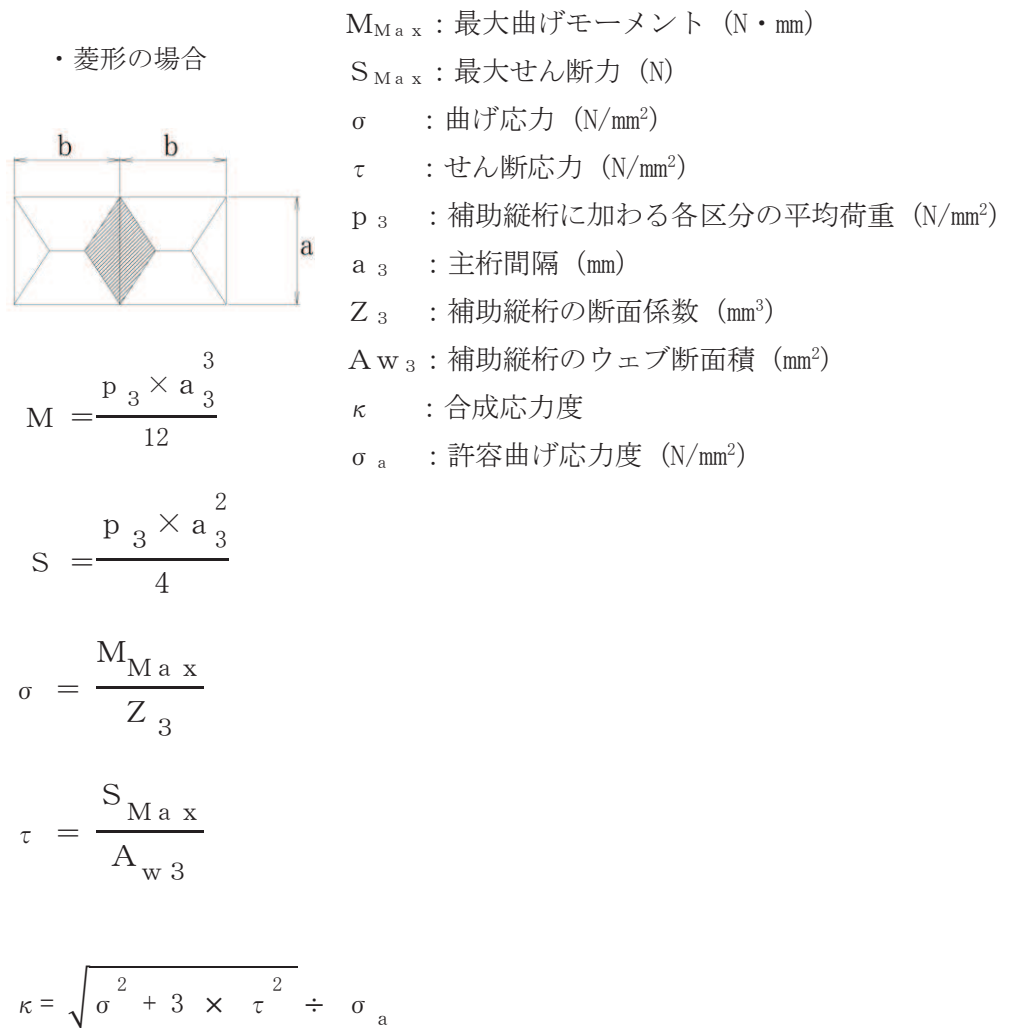 ・菱形の場合
b b
a
M = p₃ × a₃³ / 12
S = p₃ × a₃² / 4
σ = M_Max / Z₃
τ = S_Max / A_w3
κ = √(σ² + 3 × τ²) ÷ σ_a
M_Max：最大曲げモーメント (N・mm)
S_Max：最大せん断力 (N)
σ ：曲げ応力 (N/mm²)
τ ：せん断応力 (N/mm²)
p₃ ：補助縦桁に加わる各区分の平均荷重 (N/mm²)
a₃ ：主桁間隔 (mm)
Z₃ ：補助縦桁の断面係数 (mm³)
Aw₃：補助縦桁のウェブ断面積 (mm²)
κ ：合成応力度
σ_a ：許容曲げ応力度 (N/mm²)